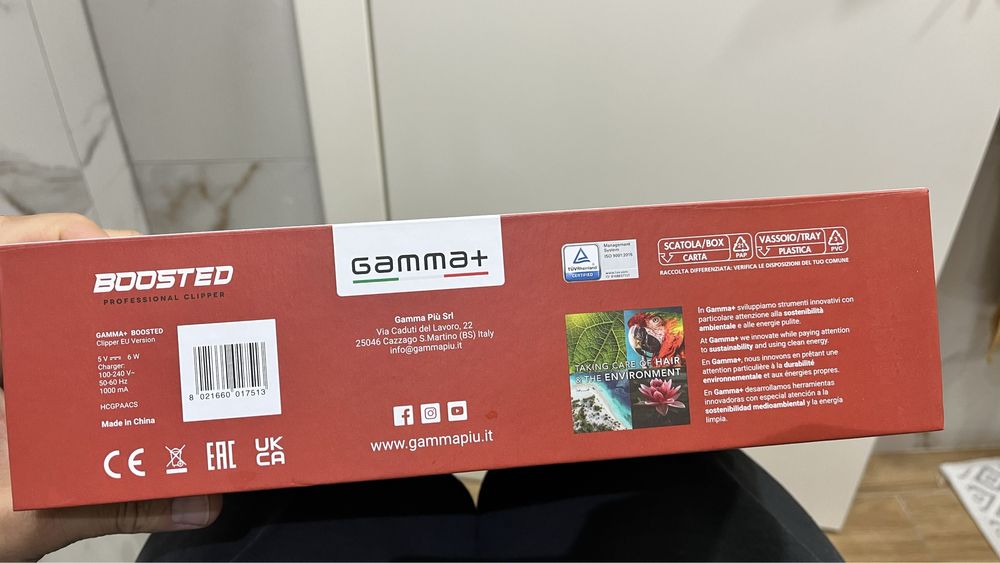 BOOSTED
PROFESSIONAL CLIPPER
GAMMA+ BOOSTED
Clipper EU Version
5 V 6 W
Charger:
100-240 V~
50-60 Hz
1000 mA
HCGPAACS
Made in China
8 021660 017513
CE
EAC
UK
CA
Gamma+
Gamma Più Srl
Via Caduti del Lavoro, 22
25046 Cazzago S.Martino (BS) Italy
info@gammapiu.it
www.gammapiu.it
TÜVRheinland
CERTIFIED
Management
System
ISO 9001:2015
www.tuv.com
SCATOLA/BOX
CARTA
21
PAP
VASSOIO/TRAY
PLASTICA
3
PVC
RACCOLTA DIFFERENZIATA: VERIFICA LE DISPOSIZIONI DEL TUO COMUNE
TAKING CARE OF HAIR
& THE ENVIRONMENT
In Gamma+ sviluppiamo strumenti innovativi con
particolare attenzione alla sostenibilità
ambientale e alle energie pulite.
At Gamma+ we innovate while paying attention
to sustainability and using clean energy.
En Gamma+, nous innovons en prêtant une
attention particulière à la durabilité
environnementale et aux énergies propres.
En Gamma+ desarrollamos herramientas
innovadoras con especial atención a la
sostenibilidad medioambiental y la energía
limpia.